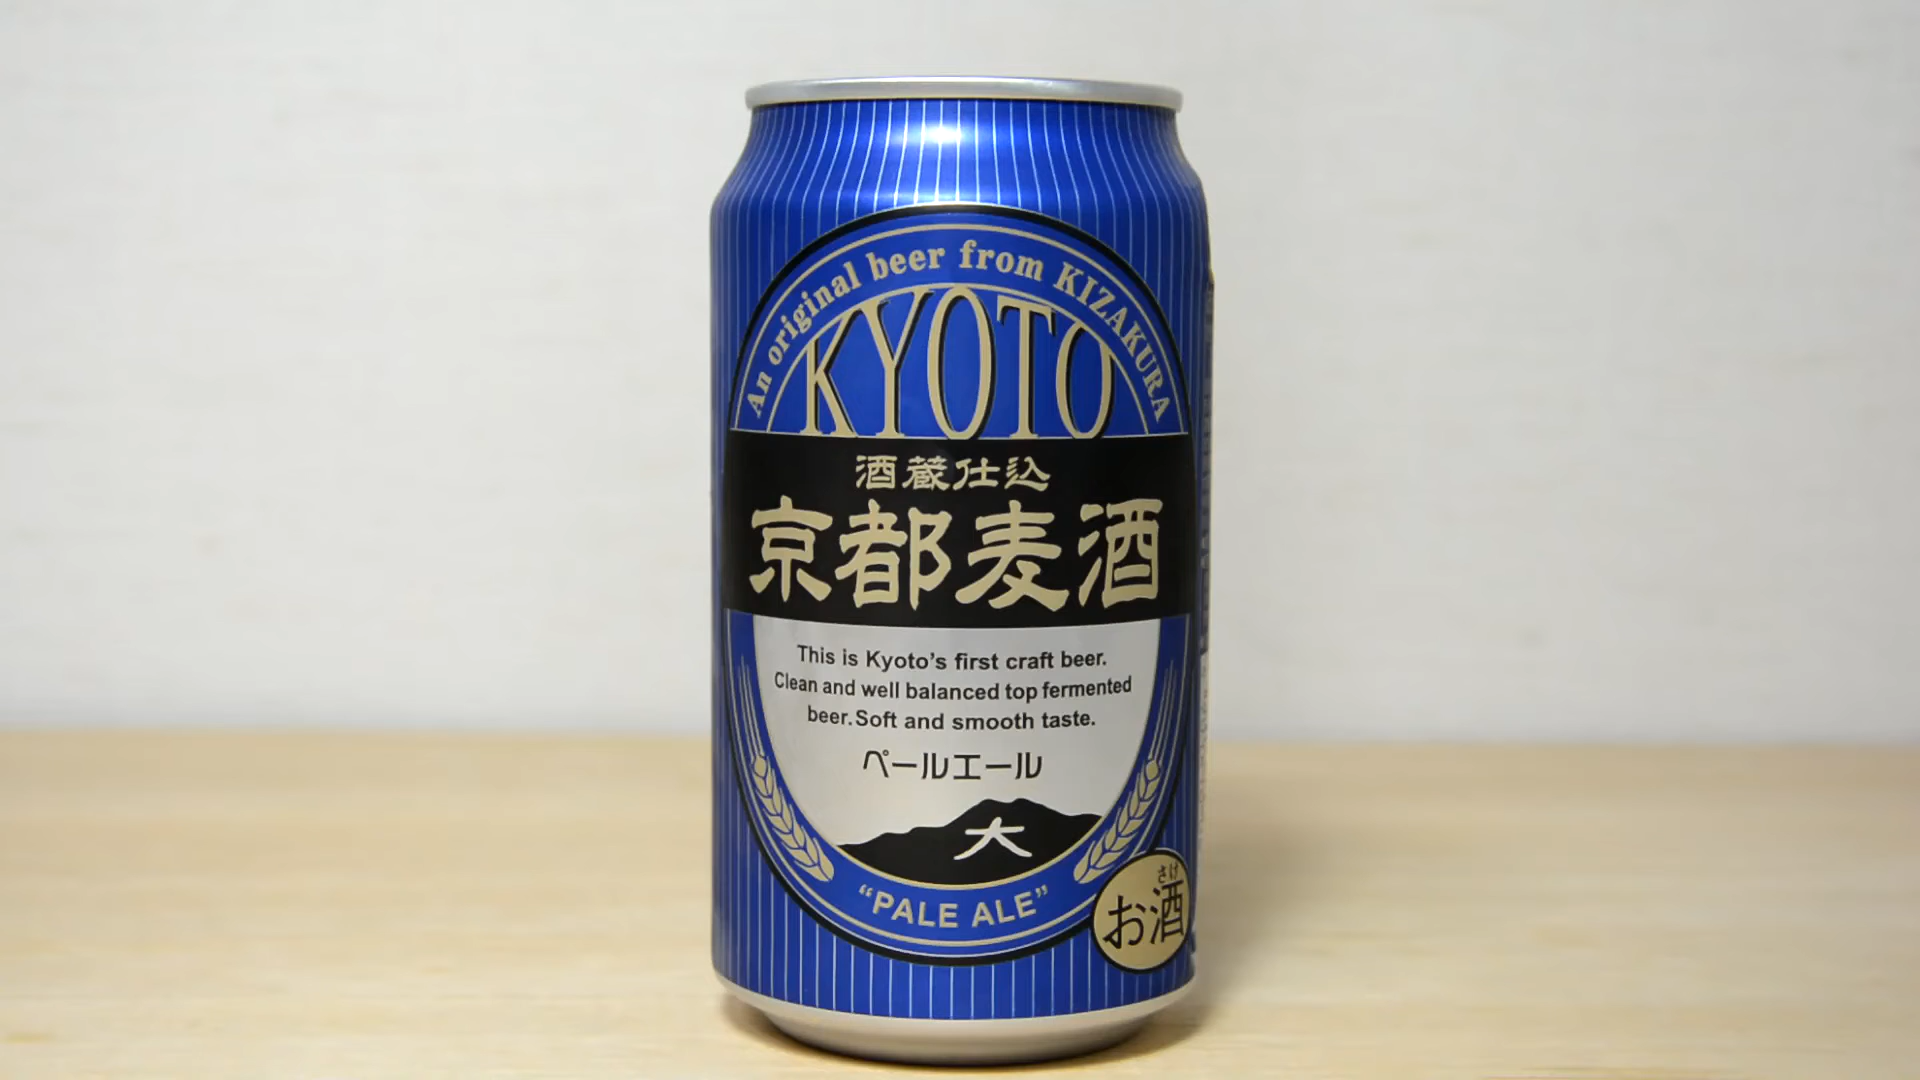 An original beer from KIZAKURA
KYOTO
酒蔵仕込
京都麦酒
This is Kyoto's first craft beer.
Clean and well balanced top fermented
beer. Soft and smooth taste.
ペールエール
大
"PALE ALE"
さけ
お酒